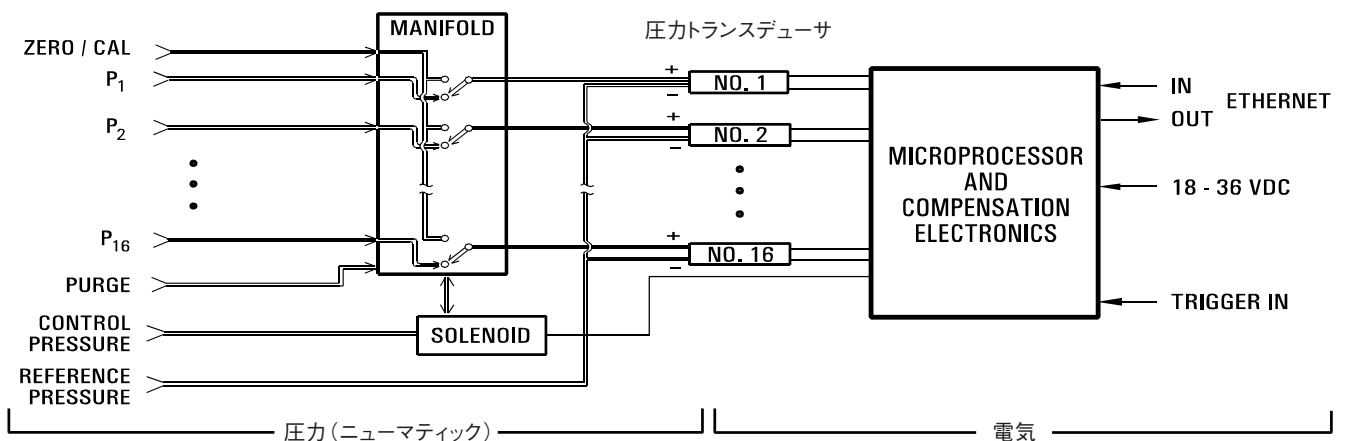 MANIFOLD
圧力トランスデューサ
ZERO / CAL
P1
P2
P16
PURGE
CONTROL
PRESSURE
REFERENCE
PRESSURE
SOLENOID
+
NO. 1
−
+
NO. 2
−
+
NO. 16
−
MICROPROCESSOR
AND
COMPENSATION
ELECTRONICS
IN
OUT
ETHERNET
18 - 36 VDC
TRIGGER IN
圧力（ニューマティック）
電気